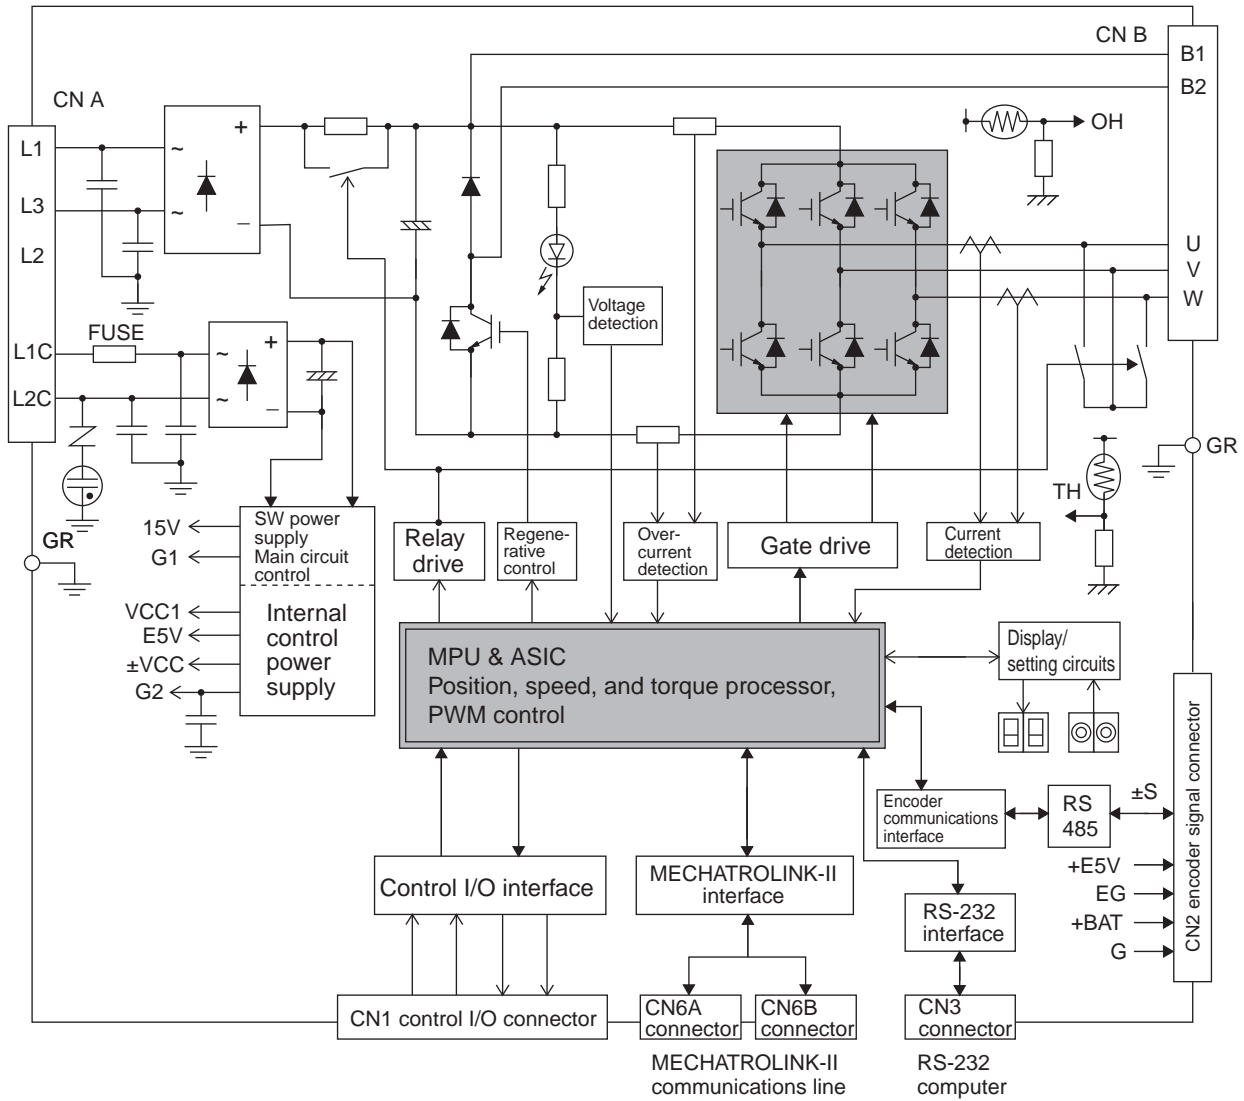 CN B
B1
B2
CN A
OH
L1
L3
L2
+
~
~
−
U
V
W
Voltage
detection
FUSE
L1C
L2C
+
~
~
−
GR
TH
15V
G1
SW power
supply
Main circuit
control
Relay
drive
Regene-
rative
control
Over-
current
detection
Gate drive
Current
detection
GR
VCC1
E5V
±VCC
G2
Internal
control
power
supply
MPU & ASIC
Position, speed, and torque processor,
PWM control
Display/
setting circuits
Encoder
communications
interface
RS
485
±S
+E5V
EG
+BAT
G
CN2 encoder signal connector
Control I/O interface
MECHATROLINK-II
interface
RS-232
interface
CN1 control I/O connector
CN6A
connector
CN6B
connector
CN3
connector
MECHATROLINK-II
communications line
RS-232
computer